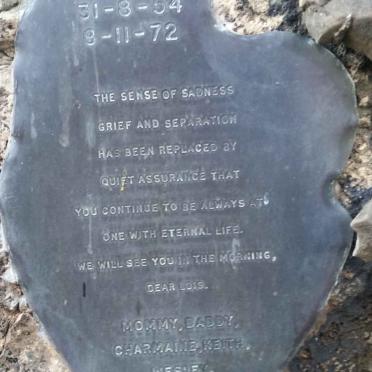 31-8-54
9-11-72
THE SENSE OF SADNESS
GRIEF AND SEPARATION
HAS BEEN REPLACED BY
QUIET ASSURANCE THAT
YOU CONTINUE TO BE ALWAYS AT
ONE WITH ETERNAL LIFE.
WE WILL SEE YOU IN THE MORNING,
DEAR LOIS.
MOMMY, DADDY,
CHARMAINE, KEITH,
WESLEY